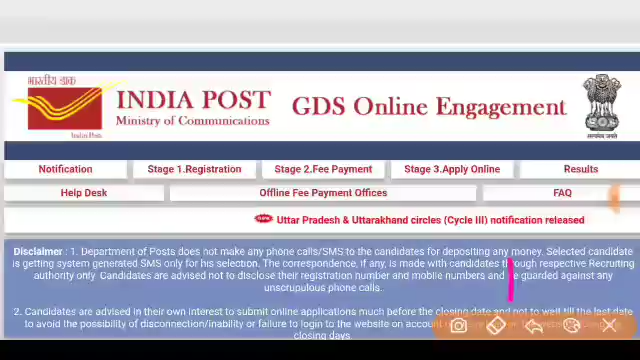 भारतीय डाक
India Post
INDIA POST
Ministry of Communications
GDS Online Engagement
सत्यमेव जयते
Notification
Stage 1.Registration
Stage 2.Fee Payment
Stage 3.Apply Online
Results
Help Desk
Offline Fee Payment Offices
FAQ
Uttar Pradesh & Uttarakhand circles (Cycle III) notification released
Disclaimer : 1. Department of Posts does not make any phone calls/SMS to the candidates for depositing any money. Selected candidate
is getting system generated SMS only for his selection. The correspondence, if any, is made with candidates through respective Recruiting
authority only. Candidates are advised not to disclose their registration number and mobile numbers and be guarded against any
unscrupulous phone calls.
2. Candidates are advised in their own interest to submit online applications much before the closing date and not to well till the last date
to avoid the possibility of disconnection/inability or failure to login to the website on account
closing days.